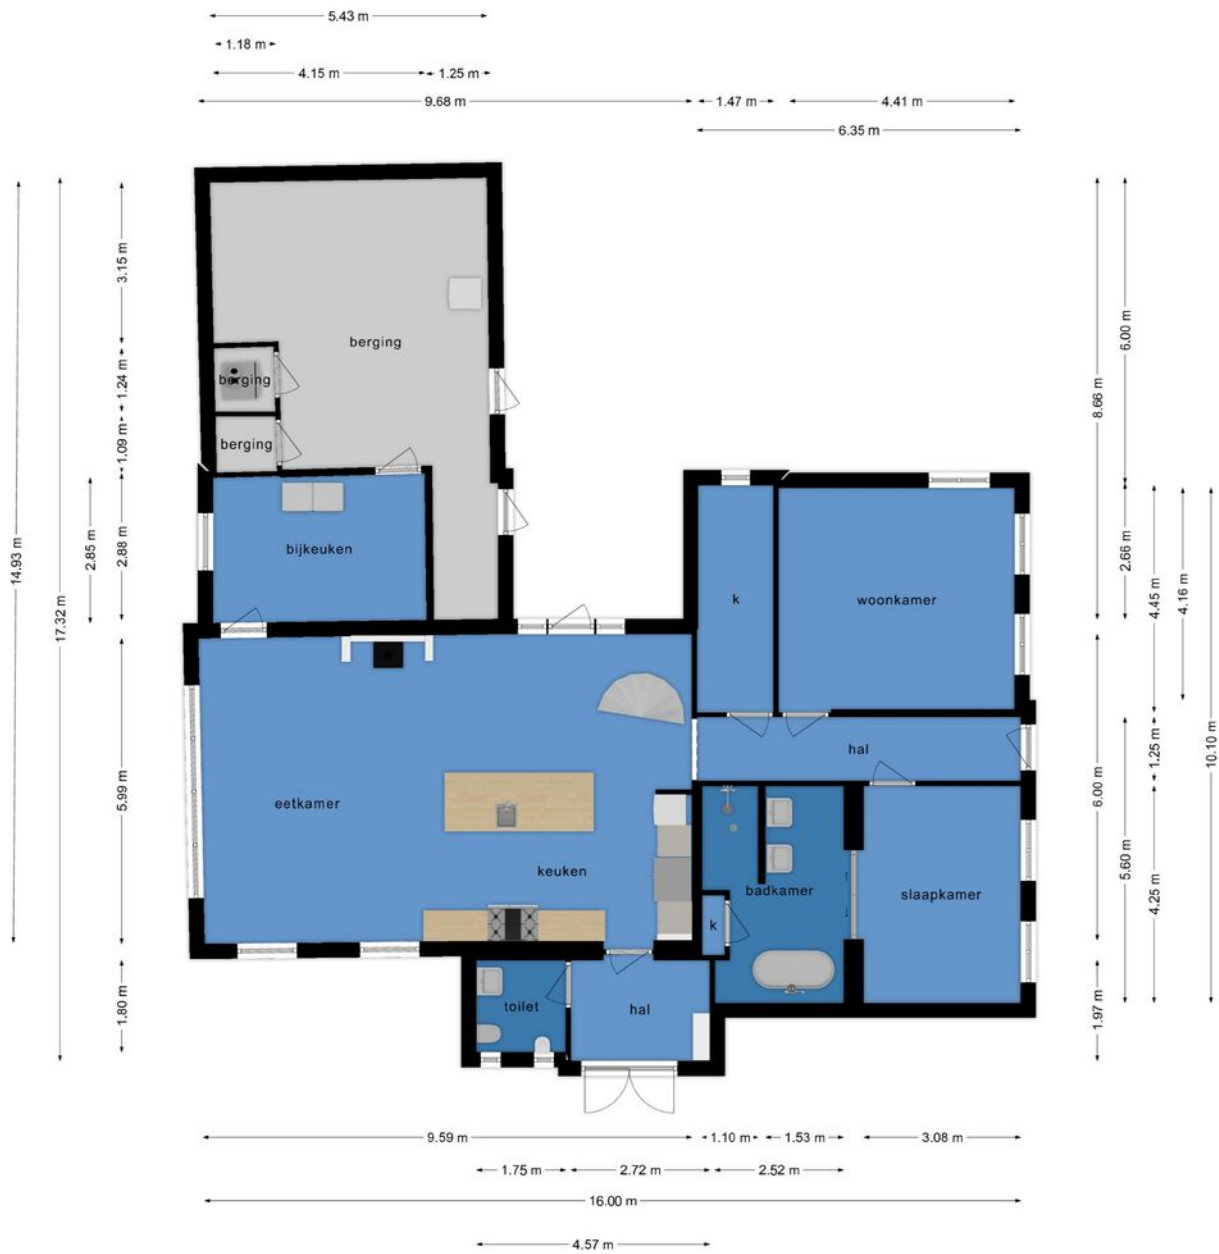 5.43 m
1.18 m
4.15 m
1.25 m
9.68 m
1.47 m
4.41 m
6.35 m
14.93 m
17.32 m
2.85 m
3.15 m
1.24 m
1.09 m
2.88 m
5.99 m
1.80 m
8.66 m
6.00 m
6.00 m
1.97 m
2.66 m
4.45 m
4.16 m
1.25 m
5.60 m
4.25 m
10.10 m
berging
berging
berging
bijkeuken
k
woonkamer
hal
eetkamer
keuken
badkamer
slaapkamer
k
toilet
hal
9.59 m
1.10 m
1.53 m
3.08 m
1.75 m
2.72 m
2.52 m
16.00 m
4.57 m